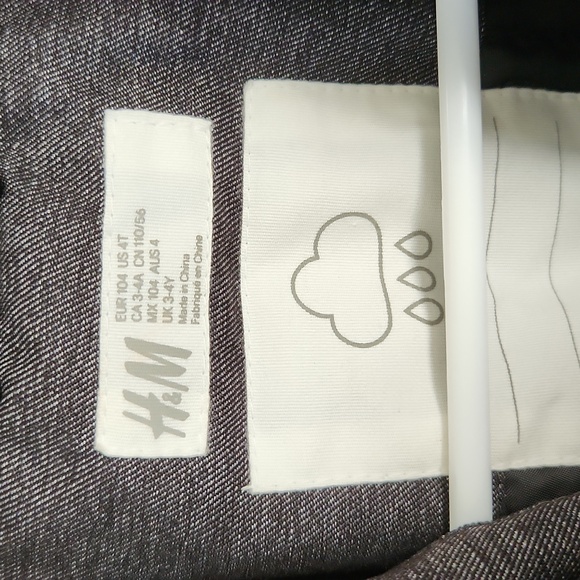 H&M
EUR 104 US 4T
CA 3-4A CN 110/56
MX 104 AUS 4
UK 3-4Y
Made in China
Fabriqué en Chine